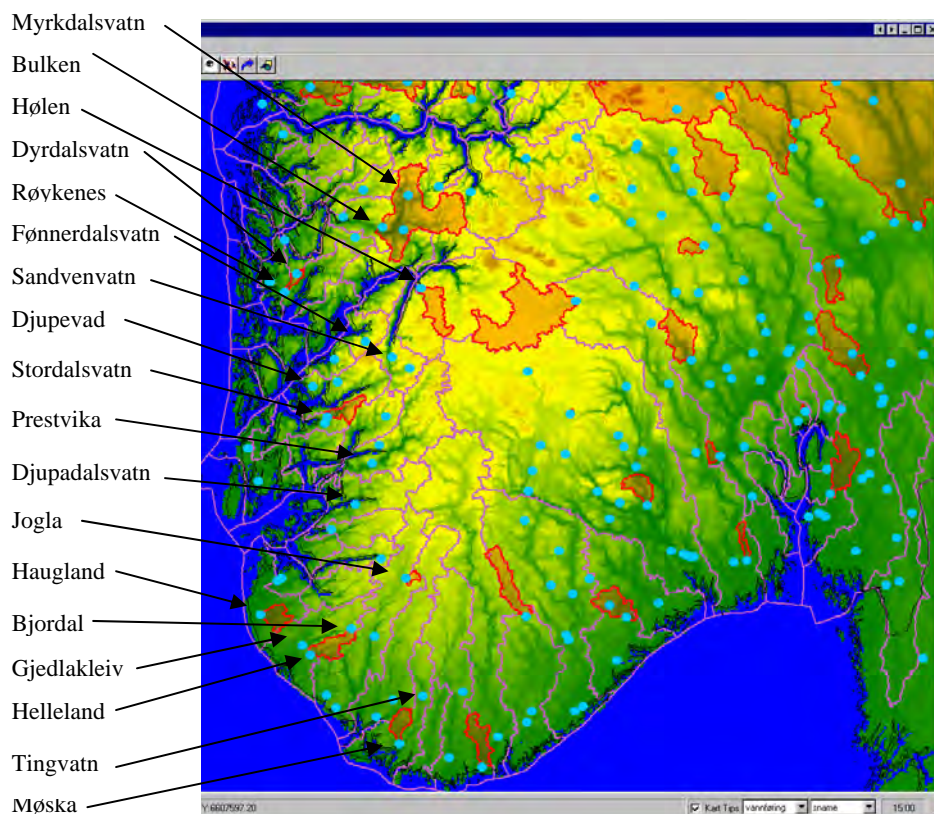 Myrkdalsvatn
Bulken
Hølen
Dyrdalsvatn
Røykenes
Fønnerdalsvatn
Sandvenvatn
Djupevad
Stordalsvatn
Prestvika
Djupadalsvatn
Jogla
Haugland
Bjordal
Gjedlakleiv
Helleland
Tingvatn
Møska
Y:6607597.20
Kart Tips
vannføring
sname
15:00